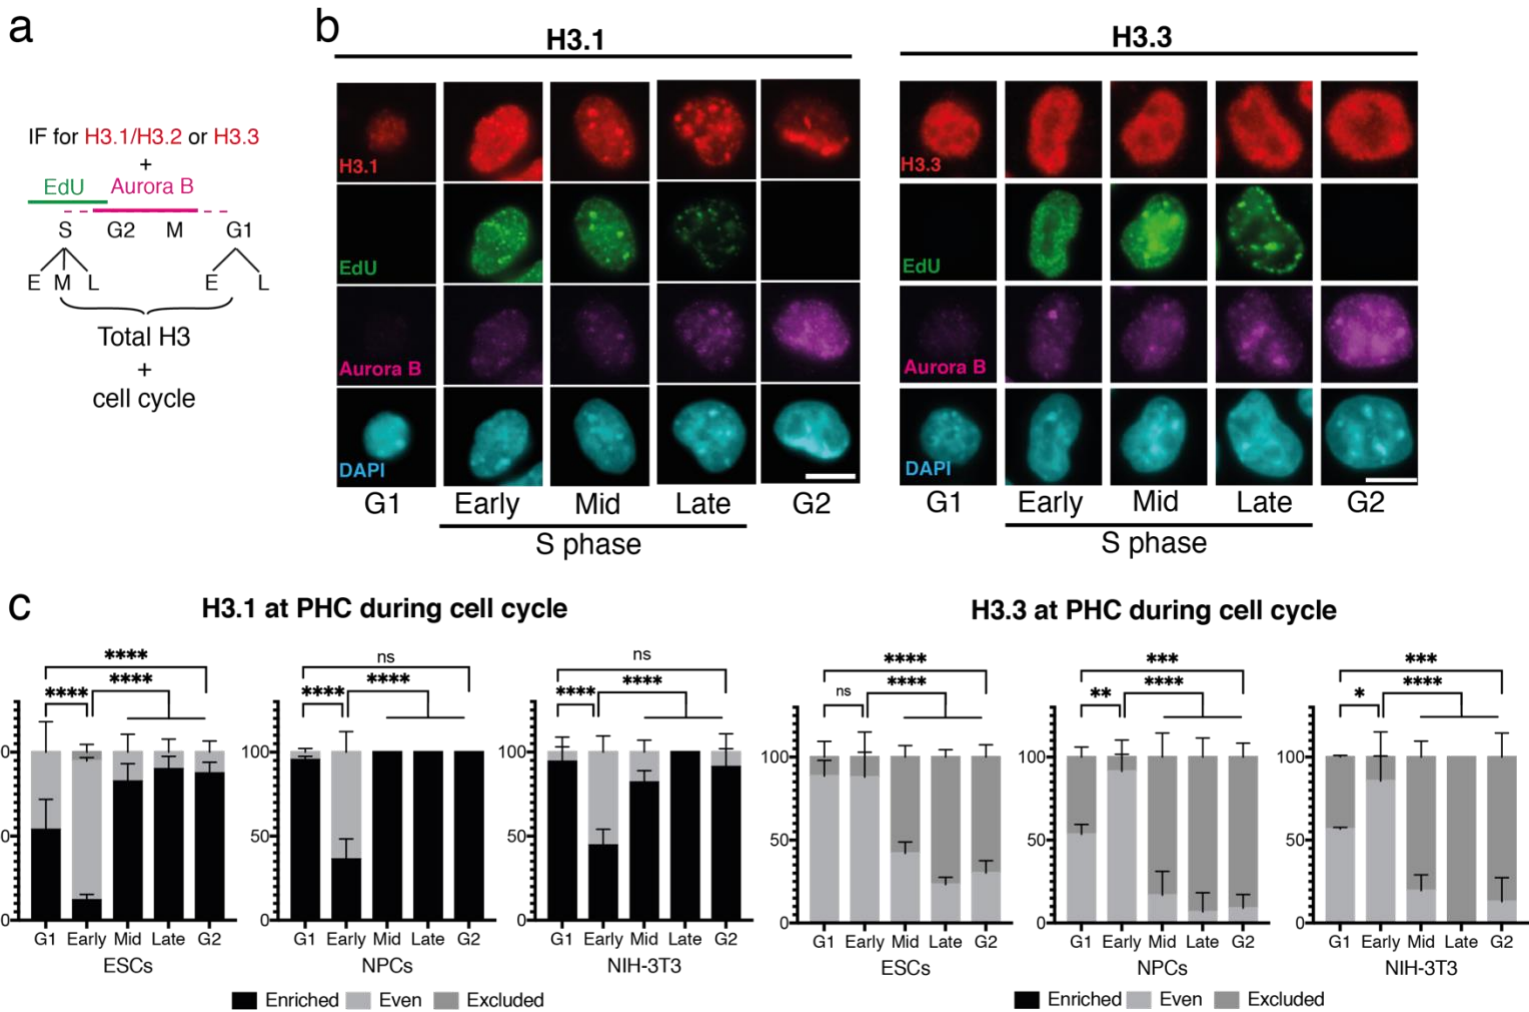 a
IF for H3.1/H3.2 or H3.3
+
EdU Aurora B
S G2 M G1
E M L E L
Total H3
+
cell cycle
b
H3.1
H3.1
EdU
Aurora B
DAPI
G1 Early Mid Late G2
S phase
H3.3
H3.3
EdU
Aurora B
DAPI
G1 Early Mid Late G2
S phase
c
H3.1 at PHC during cell cycle
****
**** ****
0
0
0
G1 Early Mid Late G2
ESCs
ns
**** ****
100
50
0
G1 Early Mid Late G2
NPCs
ns
**** ****
100
50
0
G1 Early Mid Late G2
NIH-3T3
Enriched Even Excluded
H3.3 at PHC during cell cycle
****
ns ****
100
50
0
G1 Early Mid Late G2
ESCs
***
** ****
100
50
0
G1 Early Mid Late G2
NPCs
***
* ****
100
50
0
G1 Early Mid Late G2
NIH-3T3
Enriched Even Excluded